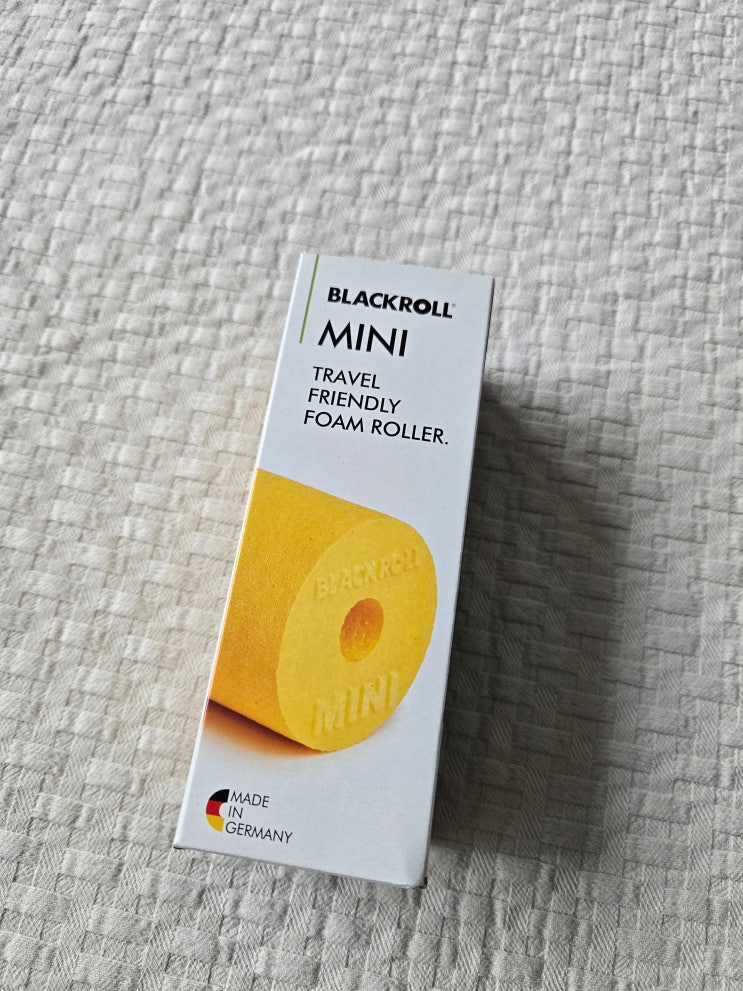 BLACKROLL®
MINI
TRAVEL
FRIENDLY
FOAM ROLLER.
BLACKROLL
MINI
MADE
IN
GERMANY